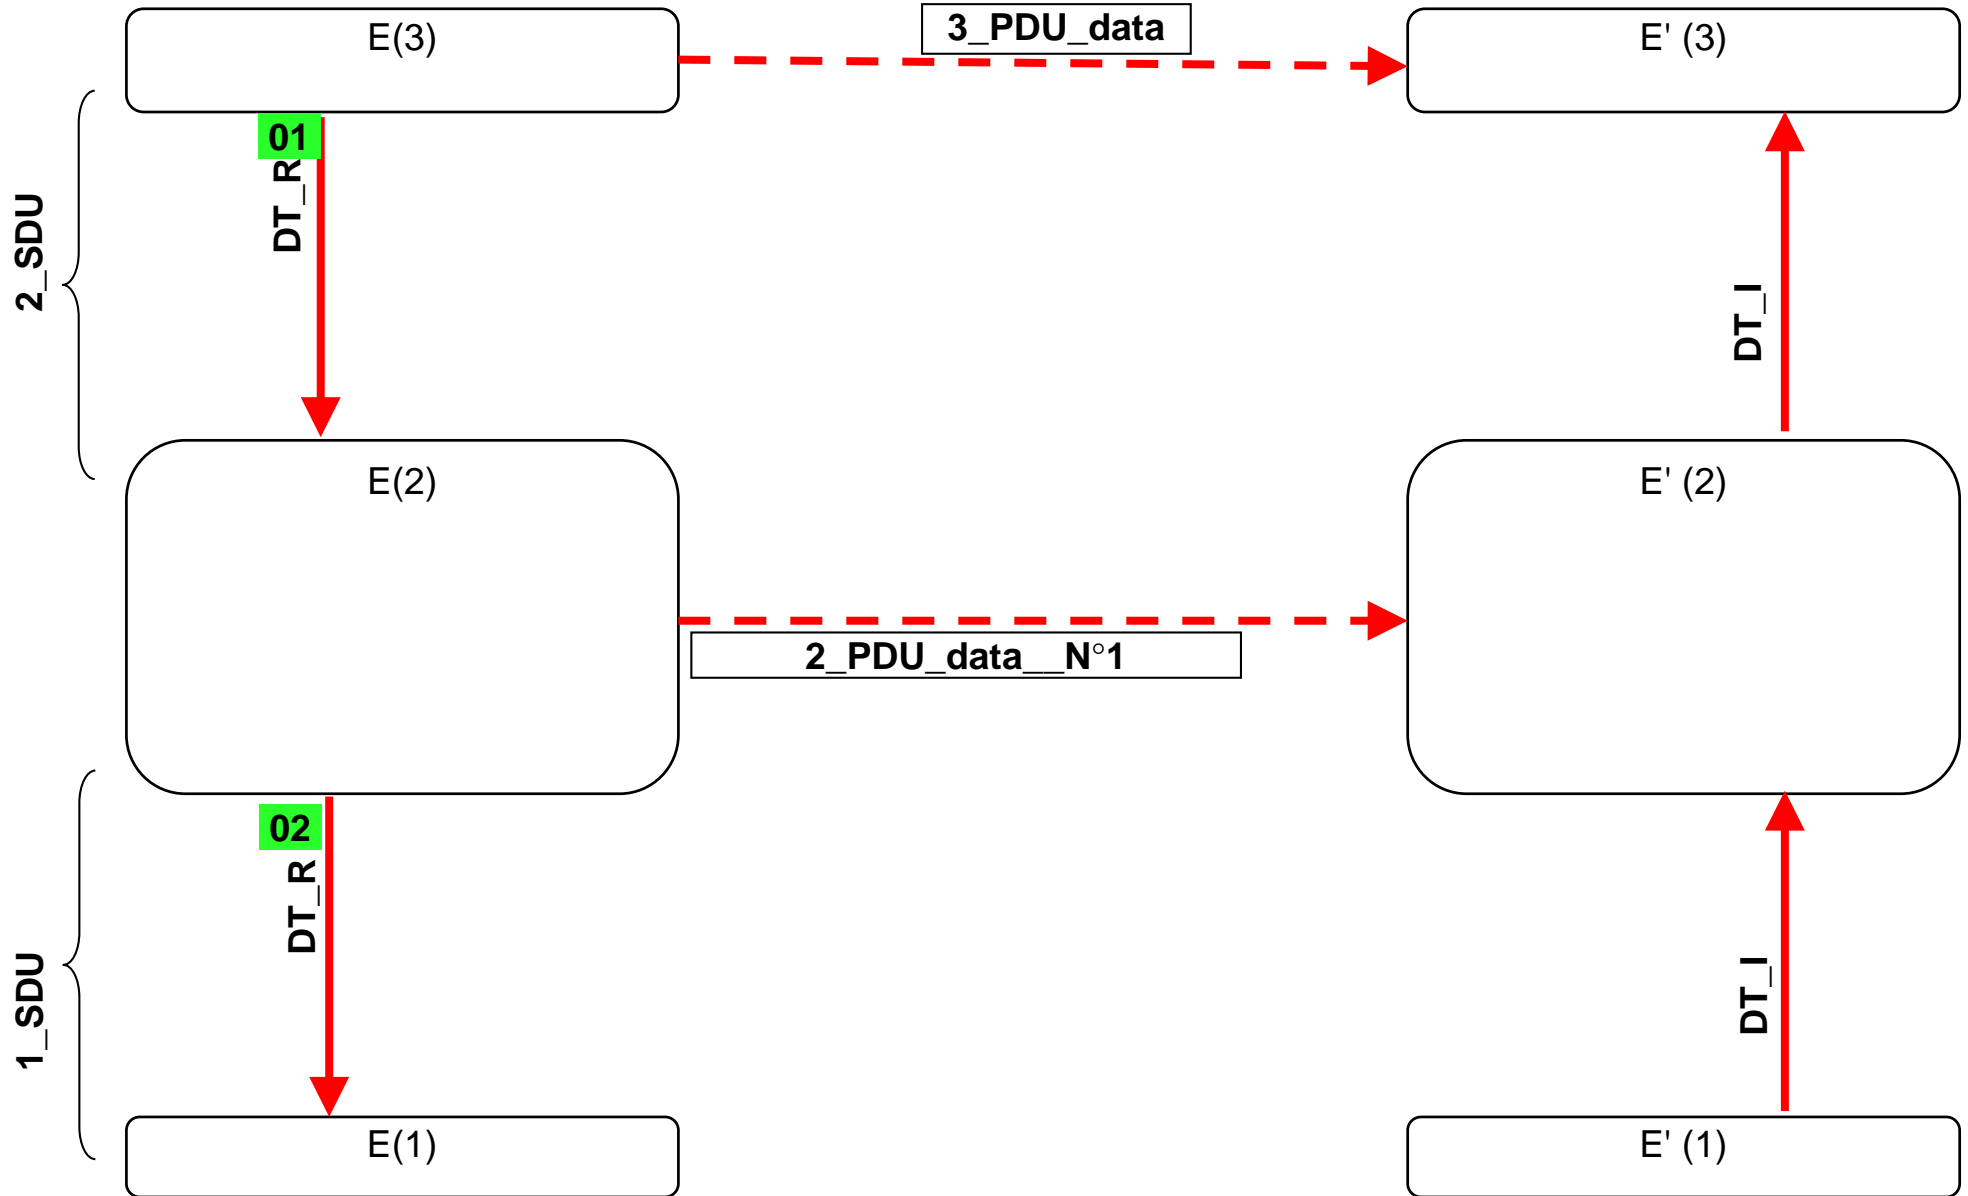 E(3)
3_PDU_data
E' (3)
01
DT_R
2_SDU
DT_I
E(2)
E' (2)
2_PDU_data__N°1
02
DT_R
1_SDU
DT_I
E(1)
E' (1)